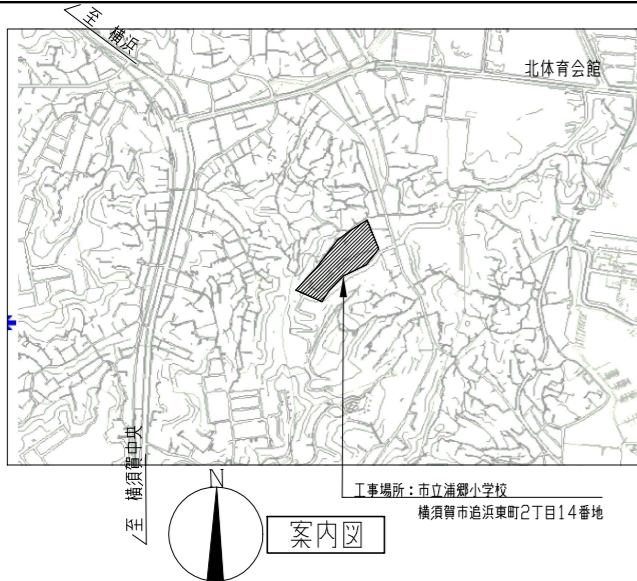 至 横浜
北体育会館
至 横須賀中央
工事場所：市立浦郷小学校
横須賀市追浜東町2丁目14番地
N
案内図